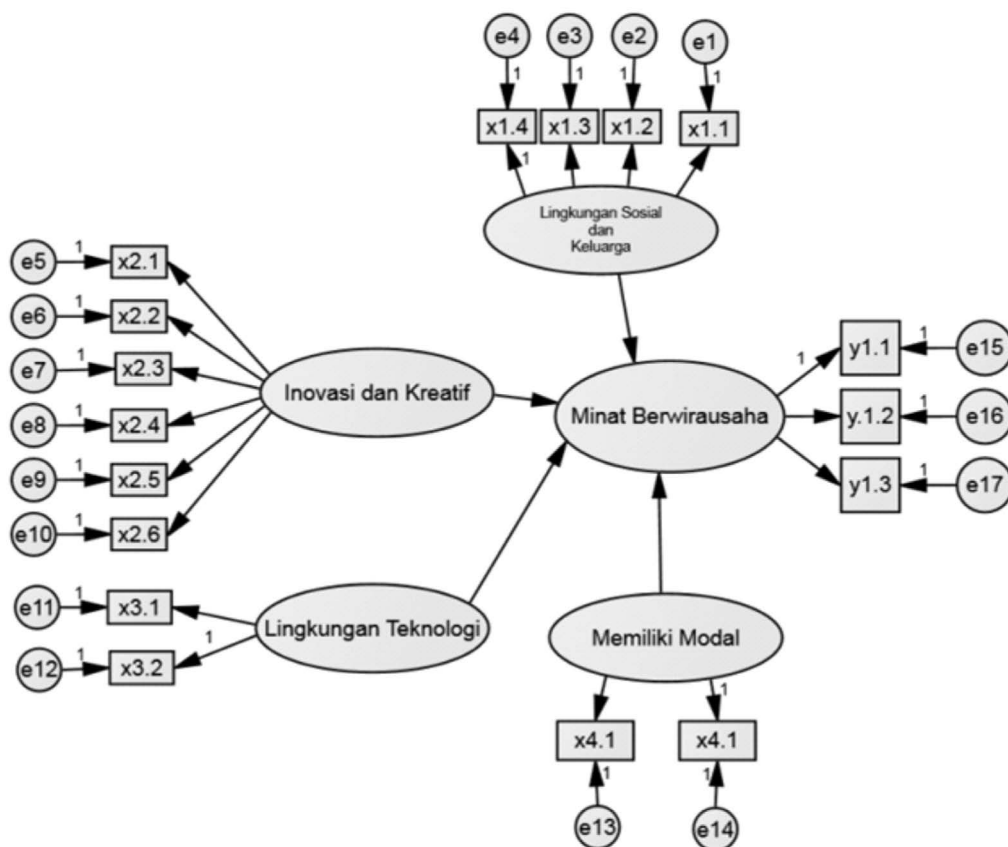 e4 e3 e2 e1
1 1 1 1
x1.4 x1.3 x1.2 x1.1
1
Lingkungan Sosial
dan
Keluarga
e5 1 x2.1
e6 1 x2.2
e7 1 x2.3
e8 1 x2.4
e9 1 x2.5
e10 1 x2.6
Inovasi dan Kreatif
Minat Berwirausaha
1 y1.1 1 e15
y.1.2 1 e16
y1.3 1 e17
e11 1 x3.1
e12 1 x3.2
1
Lingkungan Teknologi
Memiliki Modal
1
x4.1 x4.1
1 1
e13 e14